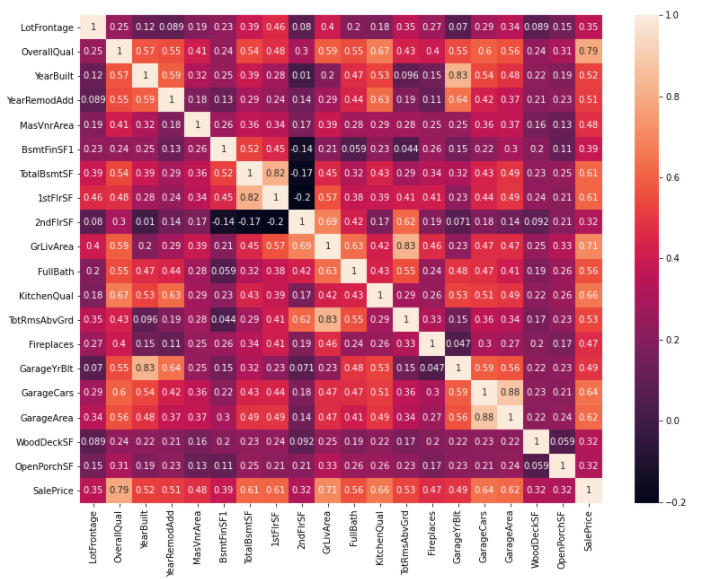 LotFrontage 1 0.25 0.12 0.089 0.19 0.23 0.39 0.46 0.08 0.4 0.2 0.18 0.35 0.27 0.07 0.29 0.34 0.089 0.15 0.35
OverallQual 0.25 1 0.57 0.55 0.41 0.24 0.54 0.48 0.3 0.59 0.55 0.67 0.43 0.4 0.55 0.6 0.56 0.24 0.31 0.79
YearBuilt 0.12 0.57 1 0.59 0.32 0.25 0.39 0.28 0.01 0.2 0.47 0.53 0.096 0.15 0.83 0.54 0.48 0.22 0.19 0.52
YearRemodAdd 0.089 0.55 0.59 1 0.18 0.13 0.29 0.24 0.14 0.29 0.44 0.63 0.19 0.11 0.64 0.42 0.37 0.21 0.23 0.51
MasVnrArea 0.19 0.41 0.32 0.18 1 0.26 0.36 0.34 0.17 0.39 0.28 0.29 0.28 0.25 0.25 0.36 0.37 0.16 0.13 0.48
BsmtFinSF1 0.23 0.24 0.25 0.13 0.26 1 0.52 0.45 -0.14 0.21 0.059 0.23 0.044 0.26 0.15 0.22 0.3 0.2 0.11 0.39
TotalBsmtSF 0.39 0.54 0.39 0.29 0.36 0.52 1 0.82 -0.17 0.45 0.32 0.43 0.29 0.34 0.32 0.43 0.49 0.23 0.25 0.61
1stFlrSF 0.46 0.48 0.28 0.24 0.34 0.45 0.82 1 -0.2 0.57 0.38 0.39 0.41 0.41 0.23 0.44 0.49 0.24 0.21 0.61
2ndFlrSF 0.08 0.3 0.01 0.14 0.17 -0.14 -0.17 -0.2 1 0.69 0.42 0.17 0.62 0.19 0.071 0.18 0.14 0.092 0.21 0.32
GrLivArea 0.4 0.59 0.2 0.29 0.39 0.21 0.45 0.57 0.69 1 0.63 0.42 0.83 0.46 0.23 0.47 0.47 0.25 0.33 0.71
FullBath 0.2 0.55 0.47 0.44 0.28 0.059 0.32 0.38 0.42 0.63 1 0.43 0.55 0.24 0.48 0.47 0.41 0.19 0.26 0.56
KitchenQual 0.18 0.67 0.53 0.63 0.29 0.23 0.43 0.39 0.17 0.42 0.43 1 0.29 0.26 0.53 0.51 0.49 0.22 0.26 0.66
TotRmsAbvGrd 0.35 0.43 0.096 0.19 0.28 0.044 0.29 0.41 0.62 0.83 0.55 0.29 1 0.33 0.15 0.36 0.34 0.17 0.23 0.53
Fireplaces 0.27 0.4 0.15 0.11 0.25 0.26 0.34 0.41 0.19 0.46 0.24 0.26 0.33 1 0.047 0.3 0.27 0.2 0.17 0.47
GarageYrBlt 0.07 0.55 0.83 0.64 0.25 0.15 0.32 0.23 0.071 0.23 0.48 0.53 0.15 0.047 1 0.59 0.56 0.22 0.23 0.49
GarageCars 0.29 0.6 0.54 0.42 0.36 0.22 0.43 0.44 0.18 0.47 0.47 0.51 0.36 0.3 0.59 1 0.88 0.23 0.21 0.64
GarageArea 0.34 0.56 0.48 0.37 0.37 0.3 0.49 0.49 0.14 0.47 0.41 0.49 0.34 0.27 0.56 0.88 1 0.22 0.24 0.62
WoodDeckSF 0.089 0.24 0.22 0.21 0.16 0.2 0.23 0.24 0.092 0.25 0.19 0.22 0.17 0.2 0.22 0.23 0.22 1 0.059 0.32
OpenPorchSF 0.15 0.31 0.19 0.23 0.13 0.11 0.25 0.21 0.21 0.33 0.26 0.26 0.23 0.17 0.23 0.21 0.24 0.059 1 0.32
SalePrice 0.35 0.79 0.52 0.51 0.48 0.39 0.61 0.61 0.32 0.71 0.56 0.66 0.53 0.47 0.49 0.64 0.62 0.32 0.32 1
LotFrontage OverallQual YearBuilt YearRemodAdd MasVnrArea BsmtFinSF1 TotalBsmtSF 1stFlrSF 2ndFlrSF GrLivArea FullBath KitchenQual TotRmsAbvGrd Fireplaces GarageYrBlt GarageCars GarageArea WoodDeckSF OpenPorchSF SalePrice
1.0
0.8
0.6
0.4
0.2
0.0
−0.2